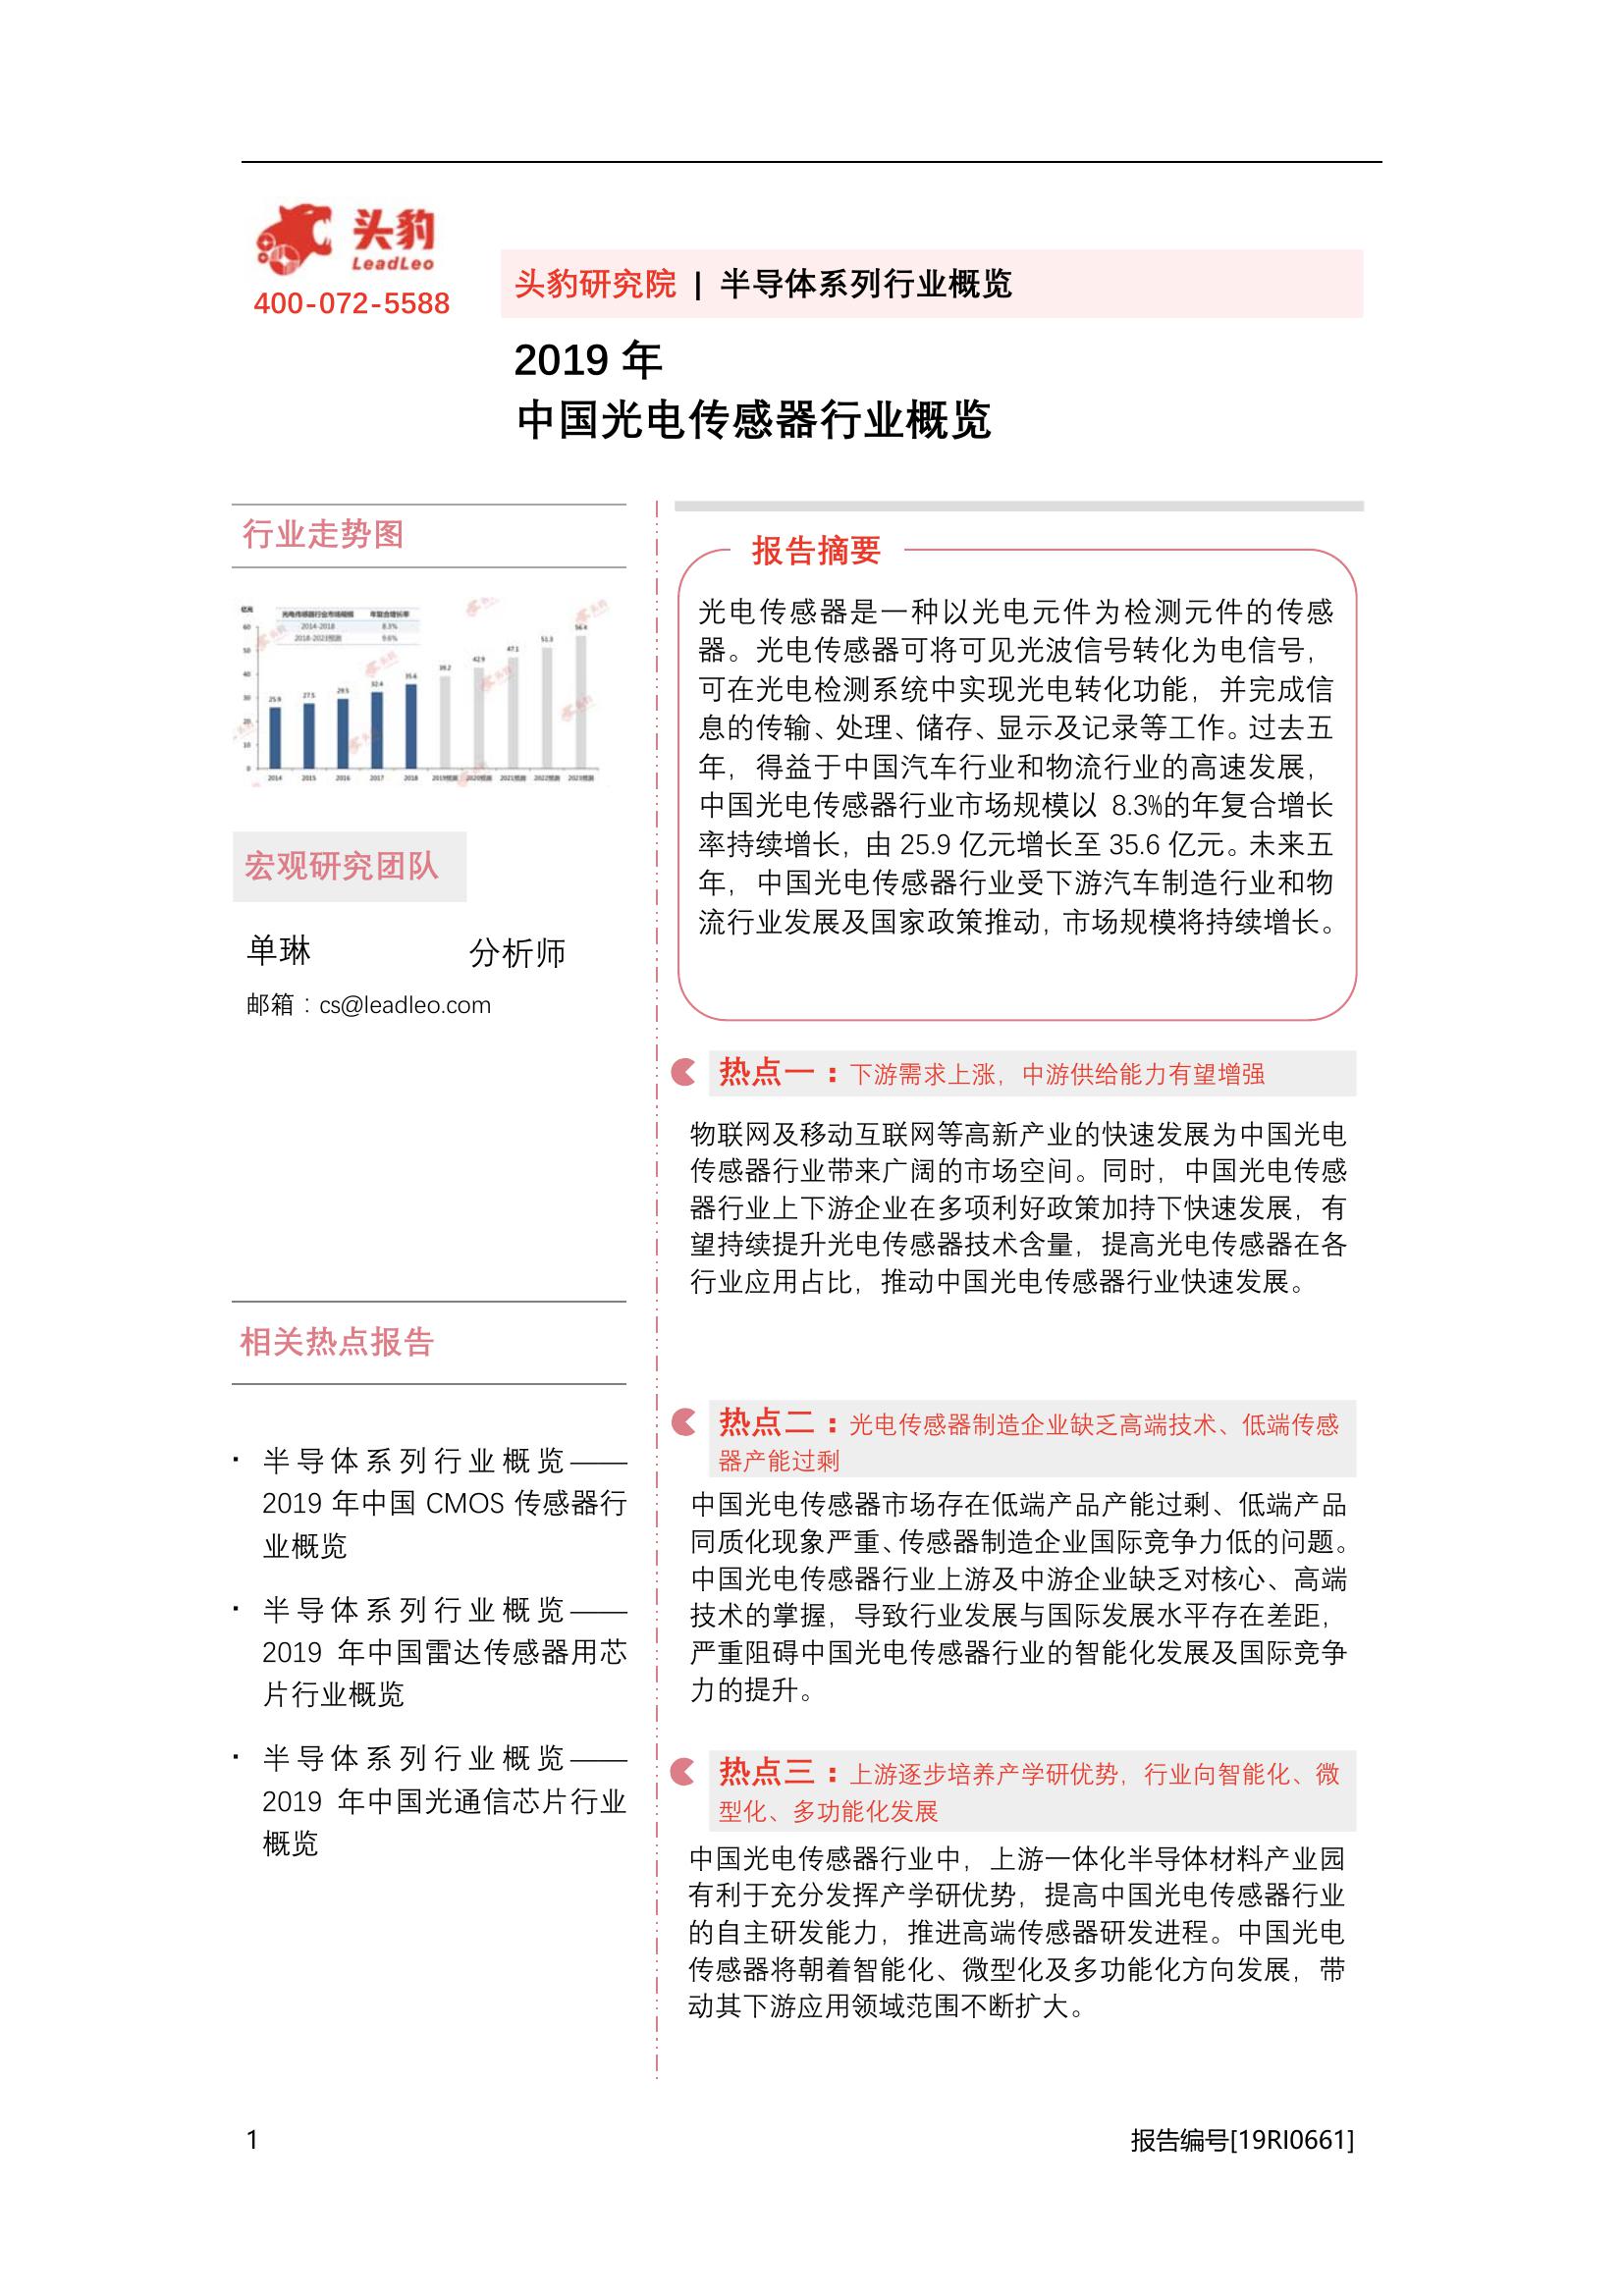 头豹
LeadLeo
400-072-5588
头豹研究院 | 半导体系列行业概览
2019 年
中国光电传感器行业概览
行业走势图
亿元
光电传感器行业市场规模 年复合增长率
2014-2018 8.3%
2018-2023预测 9.6%
60
50
40
30
20
10
0
25.9
27.5
29.5
32.4
35.6
39.2
42.9
47.1
51.3
56.4
2014 2015 2016 2017 2018 2019预测 2020预测 2021预测 2022预测 2023预测
宏观研究团队
单琳 分析师
邮箱：cs@leadleo.com
相关热点报告
· 半导体系列行业概览——
2019 年中国 CMOS 传感器行
业概览
· 半导体系列行业概览——
2019 年中国雷达传感器用芯
片行业概览
· 半导体系列行业概览——
2019 年中国光通信芯片行业
概览
报告摘要
光电传感器是一种以光电元件为检测元件的传感
器。光电传感器可将可见光波信号转化为电信号，
可在光电检测系统中实现光电转化功能，并完成信
息的传输、处理、储存、显示及记录等工作。过去五
年，得益于中国汽车行业和物流行业的高速发展，
中国光电传感器行业市场规模以 8.3%的年复合增长
率持续增长，由 25.9 亿元增长至 35.6 亿元。未来五
年，中国光电传感器行业受下游汽车制造行业和物
流行业发展及国家政策推动，市场规模将持续增长。
热点一：下游需求上涨，中游供给能力有望增强
物联网及移动互联网等高新产业的快速发展为中国光电
传感器行业带来广阔的市场空间。同时，中国光电传感
器行业上下游企业在多项利好政策加持下快速发展，有
望持续提升光电传感器技术含量，提高光电传感器在各
行业应用占比，推动中国光电传感器行业快速发展。
热点二：光电传感器制造企业缺乏高端技术、低端传感
器产能过剩
中国光电传感器市场存在低端产品产能过剩、低端产品
同质化现象严重、传感器制造企业国际竞争力低的问题。
中国光电传感器行业上游及中游企业缺乏对核心、高端
技术的掌握，导致行业发展与国际发展水平存在差距，
严重阻碍中国光电传感器行业的智能化发展及国际竞争
力的提升。
热点三：上游逐步培养产学研优势，行业向智能化、微
型化、多功能化发展
中国光电传感器行业中，上游一体化半导体材料产业园
有利于充分发挥产学研优势，提高中国光电传感器行业
的自主研发能力，推进高端传感器研发进程。中国光电
传感器将朝着智能化、微型化及多功能化方向发展，带
动其下游应用领域范围不断扩大。
1
报告编号[19RI0661]